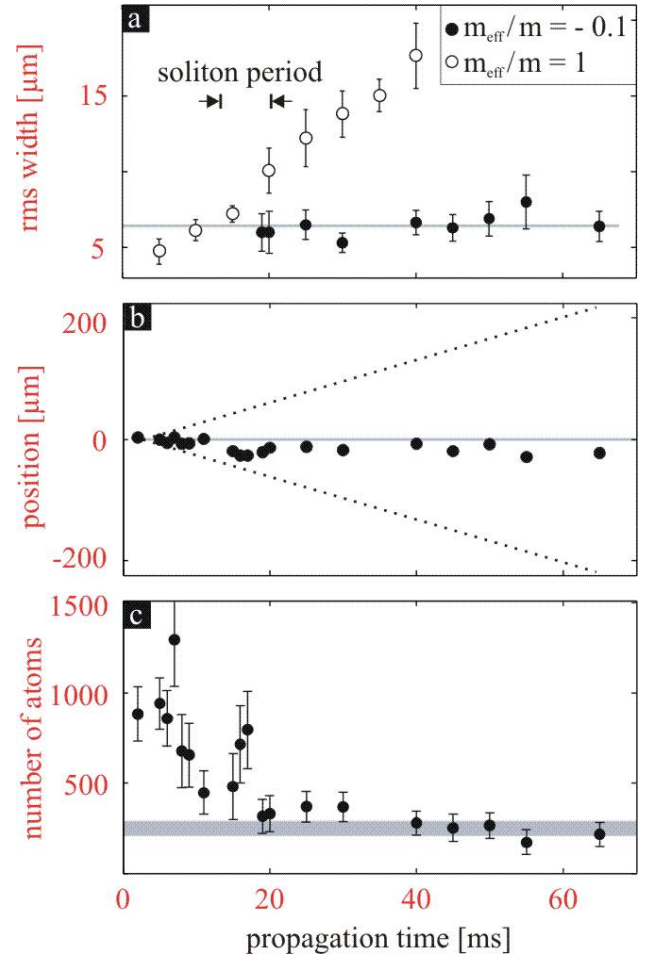 a
m_eff/m = - 0.1
m_eff/m = 1
soliton period
rms width [μm]
15
5
b
200
0
-200
position [μm]
c
1500
1000
500
number of atoms
0
20
40
60
propagation time [ms]